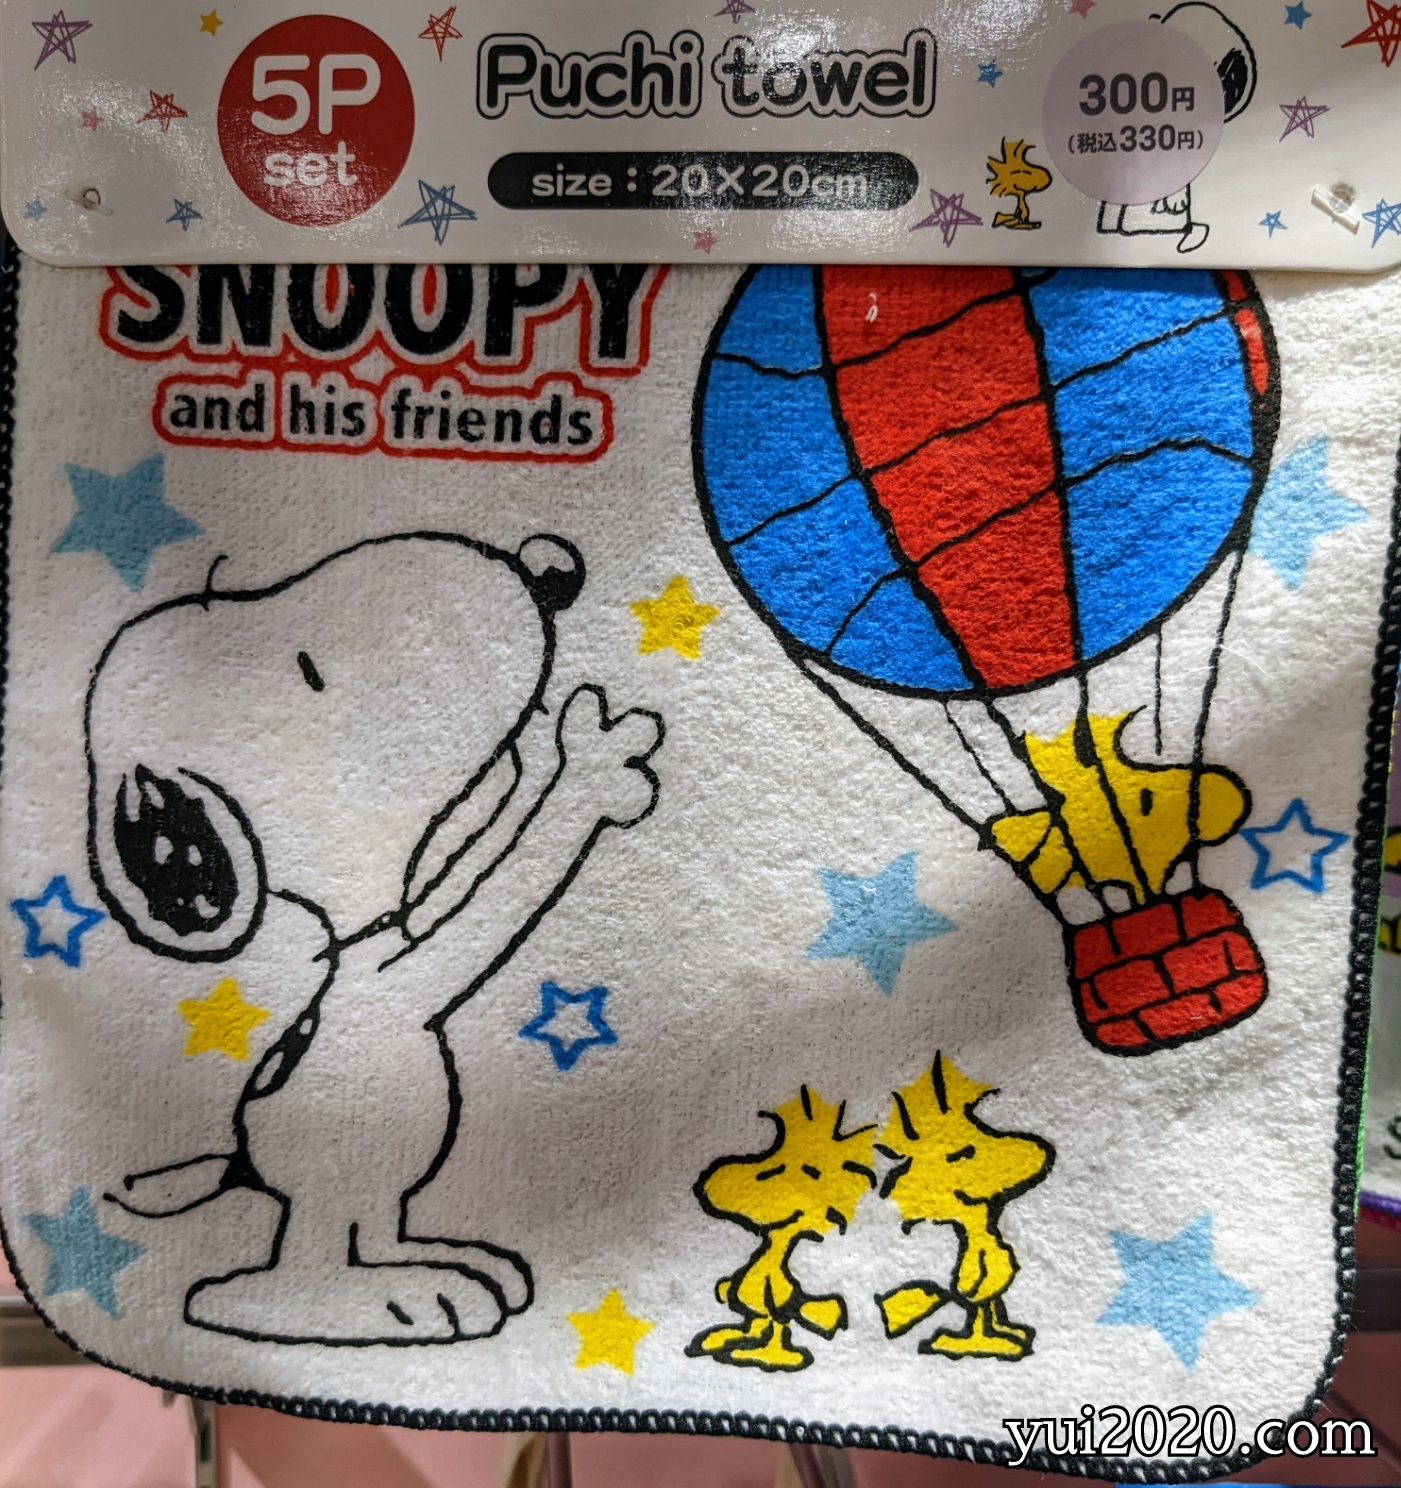 5P
set
Puchi towel
size：20×20cm
300円
(税込330円)
SNOOPY
and his friends
yui2020.com